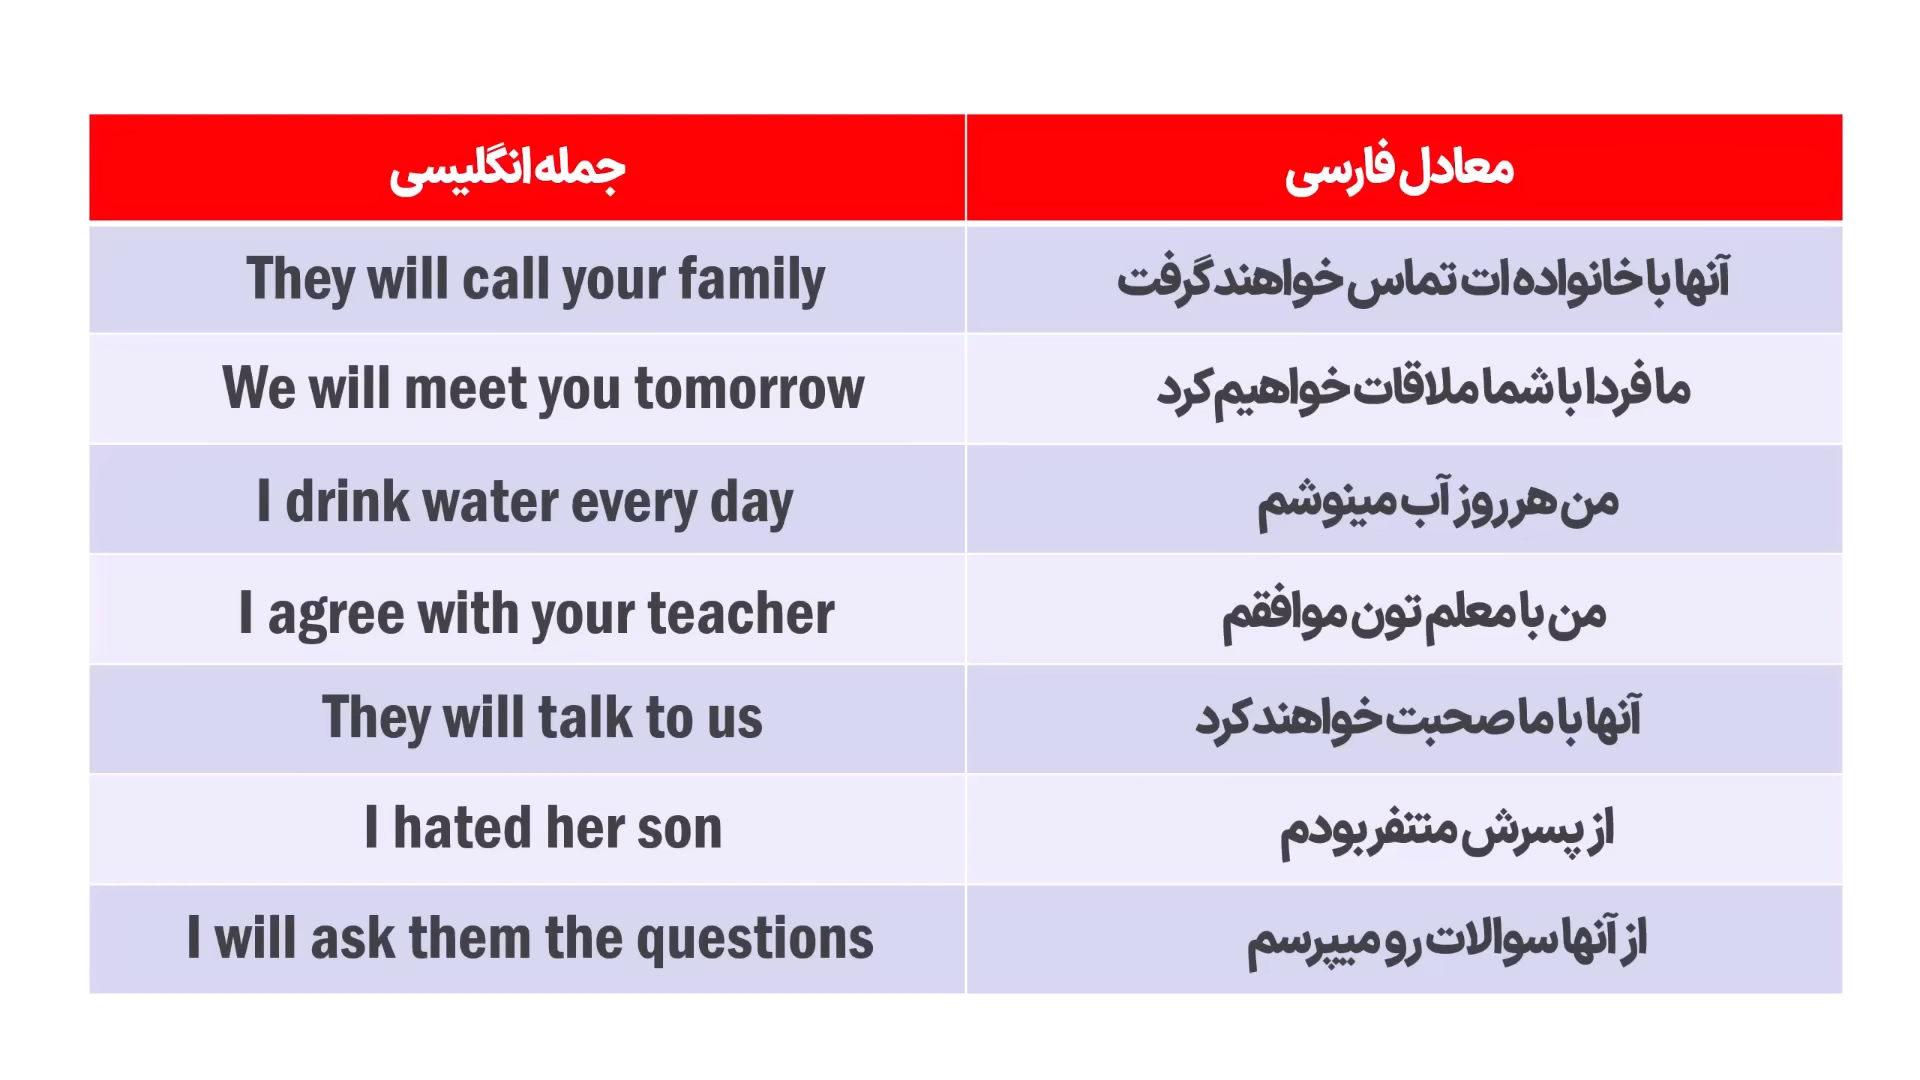 جمله انگلیسی
معادل فارسی
They will call your family
آنها با خانواده ات تماس خواهند گرفت
We will meet you tomorrow
ما فردا با شما ملاقات خواهیم کرد
I drink water every day
من هر روز آب مینوشم
I agree with your teacher
من با معلم تون موافقم
They will talk to us
آنها با ما صحبت خواهند کرد
I hated her son
از پسرش متنفر بودم
I will ask them the questions
از آنها سوالات رو میپرسم